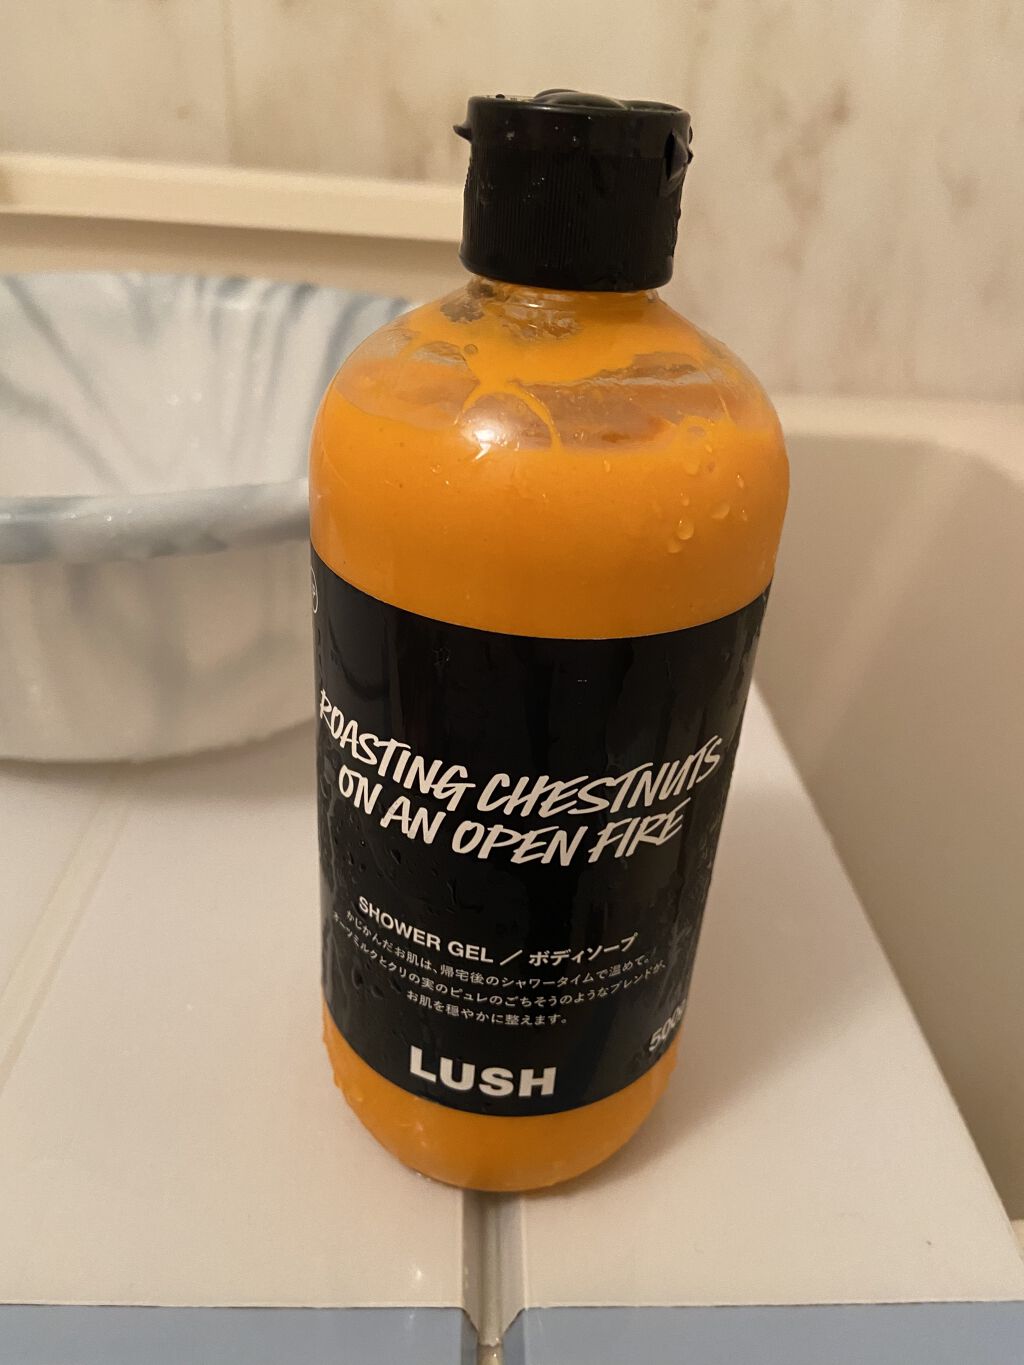 ROASTING CHESTNUTS
ON AN OPEN FIRE
SHOWER GEL / ボディソープ
かじかんだお肌は、帰宅後のシャワータイムで温めて。
オーツミルクとクリの実のピュレのごちそうのようなブレンドが、
お肌を穏やかに整えます。
500g
LUSH